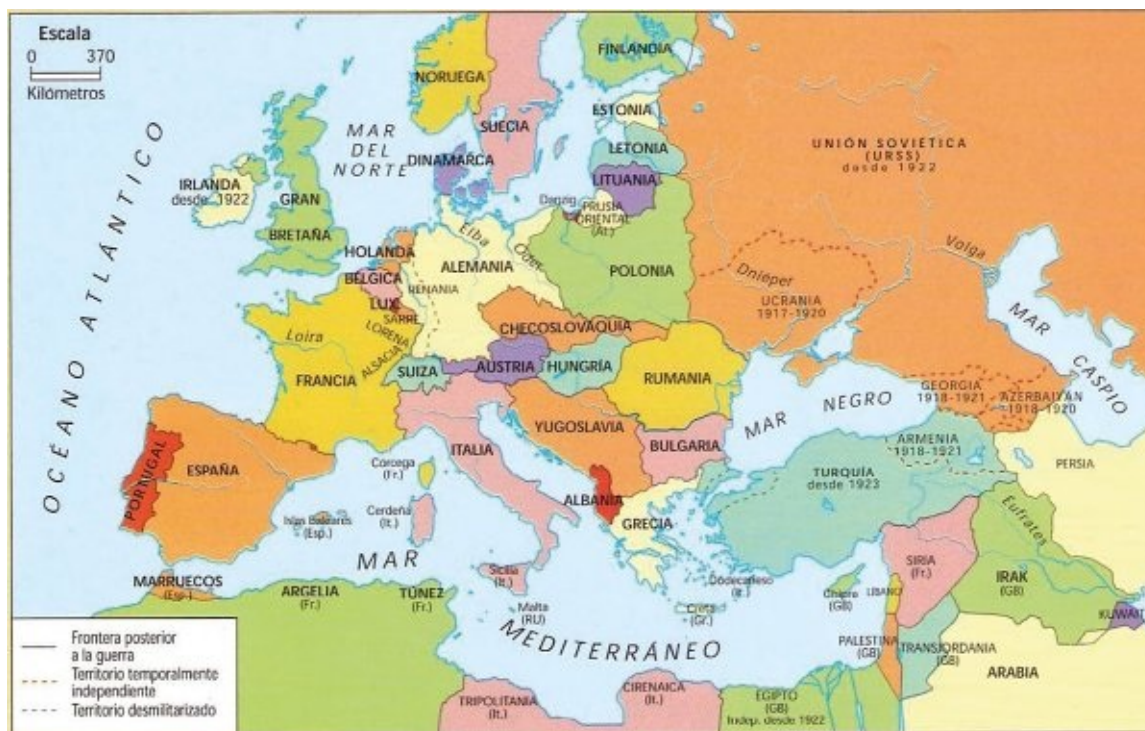 Escala
0 370
Kilómetros
OCÉANO ATLÁNTICO
MAR
DEL
NORTE
NORUEGA
SUECIA
FINLANDIA
ESTONIA
LETONIA
LITUANIA
DINAMARCA
Danzig
PRUSIA
ORIENTAL
(Al.)
UNIÓN SOVIÉTICA
(URSS)
desde 1922
IRLANDA
desde 1922
GRAN
BRETAÑA
HOLANDA
BÉLGICA
LUX.
SARRE
LORENA
ALSACIA
RENANIA
Elba
Oder
ALEMANIA
POLONIA
Dnieper
Volga
UCRANIA
1917-1920
CHECOSLOVAQUIA
Loira
FRANCIA
SUIZA
AUSTRIA
HUNGRÍA
RUMANIA
MAR
CASPIO
MAR NEGRO
GEORGIA
1918-1921
AZERBAIYÁN
1918-1920
ARMENIA
1918-1921
PERSIA
YUGOSLAVIA
BULGARIA
ITALIA
ALBANIA
GRECIA
TURQUÍA
desde 1923
PORTUGAL
ESPAÑA
Córcega
(Fr.)
Cerdeña
(It.)
Islas Baleares
(Esp.)
MAR
MEDITERRÁNEO
Sicilia
(It.)
Malta
(RU)
Creta
(Gr.)
Dodecaneso
(It.)
Chipre
(GB)
LÍBANO
SIRIA
(Fr.)
Eufrates
IRAK
(GB)
KUWAIT
PALESTINA
(GB)
TRANSJORDANIA
(GB)
ARABIA
MARRUECOS
(Esp.)
ARGELIA
(Fr.)
TÚNEZ
(Fr.)
TRIPOLITANIA
(It.)
CIRENAICA
(It.)
EGIPTO
(GB)
Indep. desde 1922
Frontera posterior
a la guerra
Territorio temporalmente
independiente
Territorio desmilitarizado